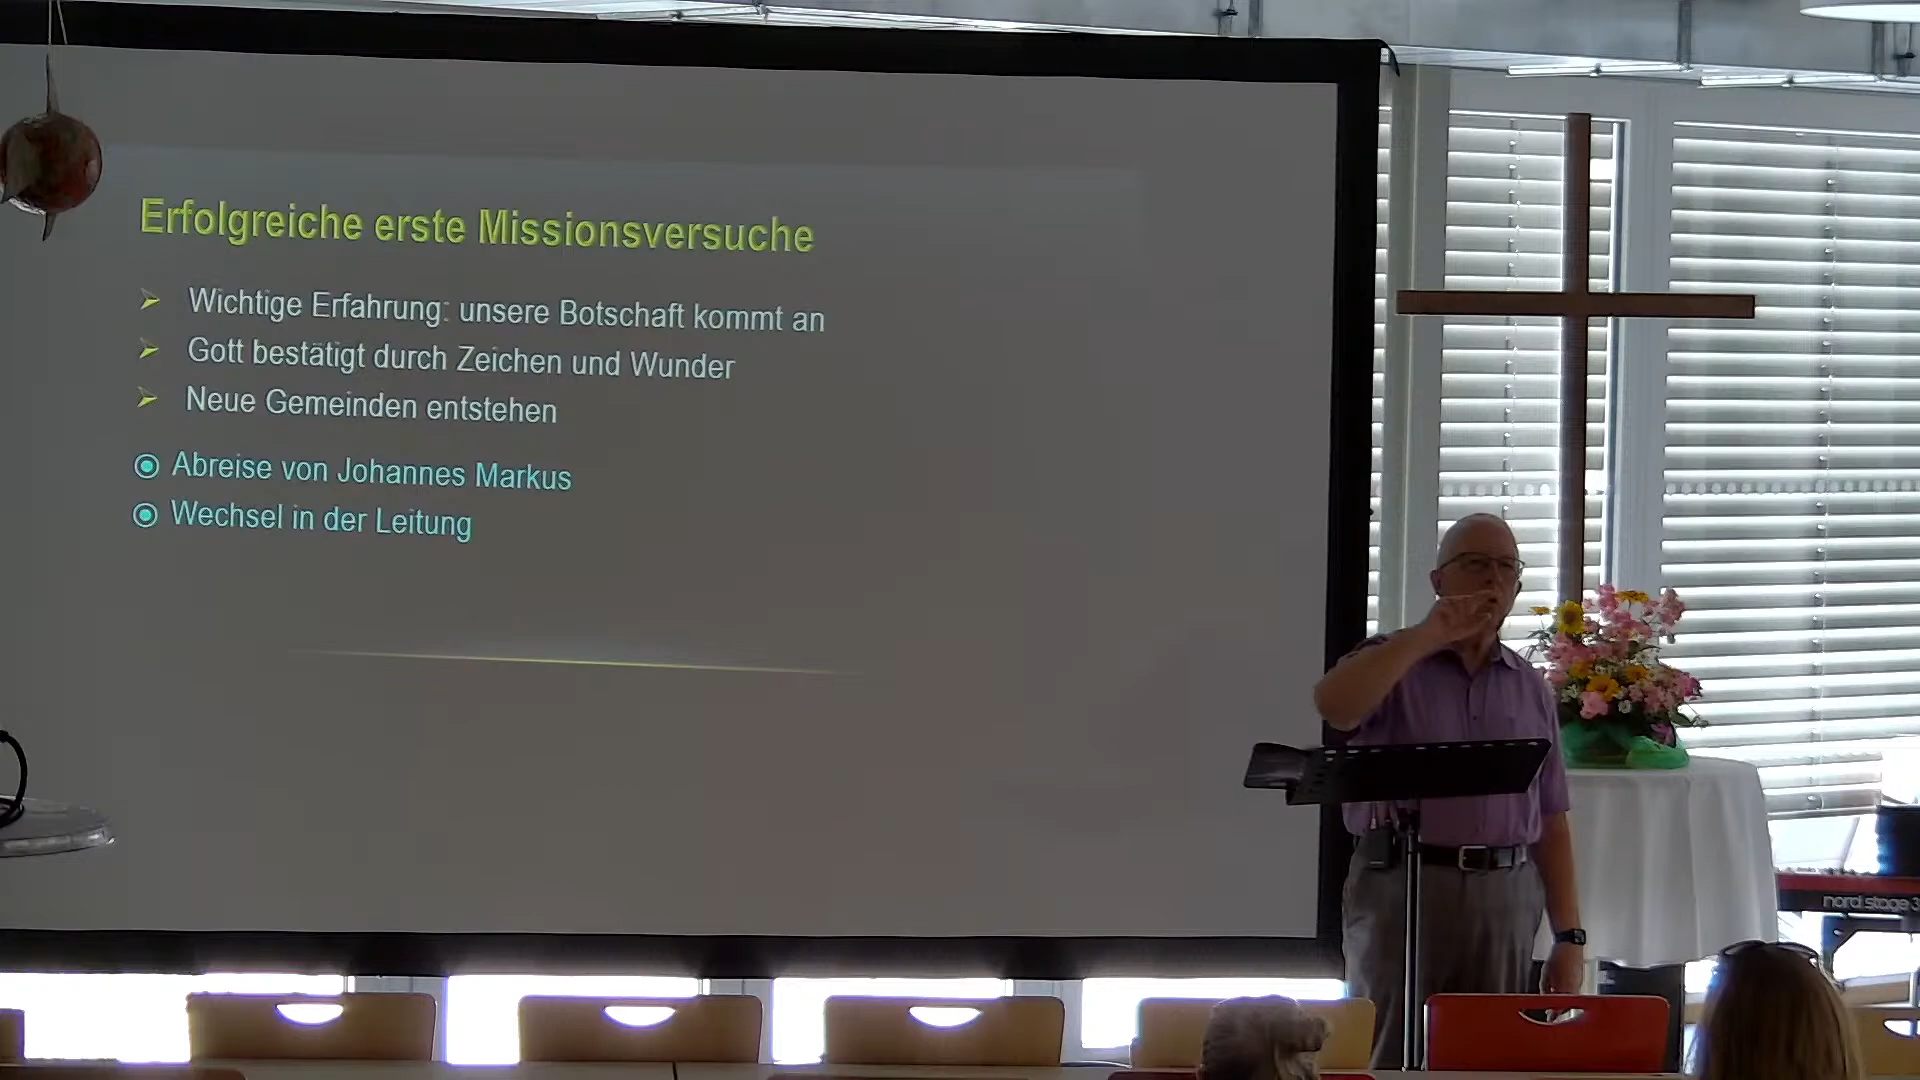 Erfolgreiche erste Missionsversuche
Wichtige Erfahrung: unsere Botschaft kommt an
Gott bestätigt durch Zeichen und Wunder
Neue Gemeinden entstehen
Abreise von Johannes Markus
Wechsel in der Leitung
nord stage 3